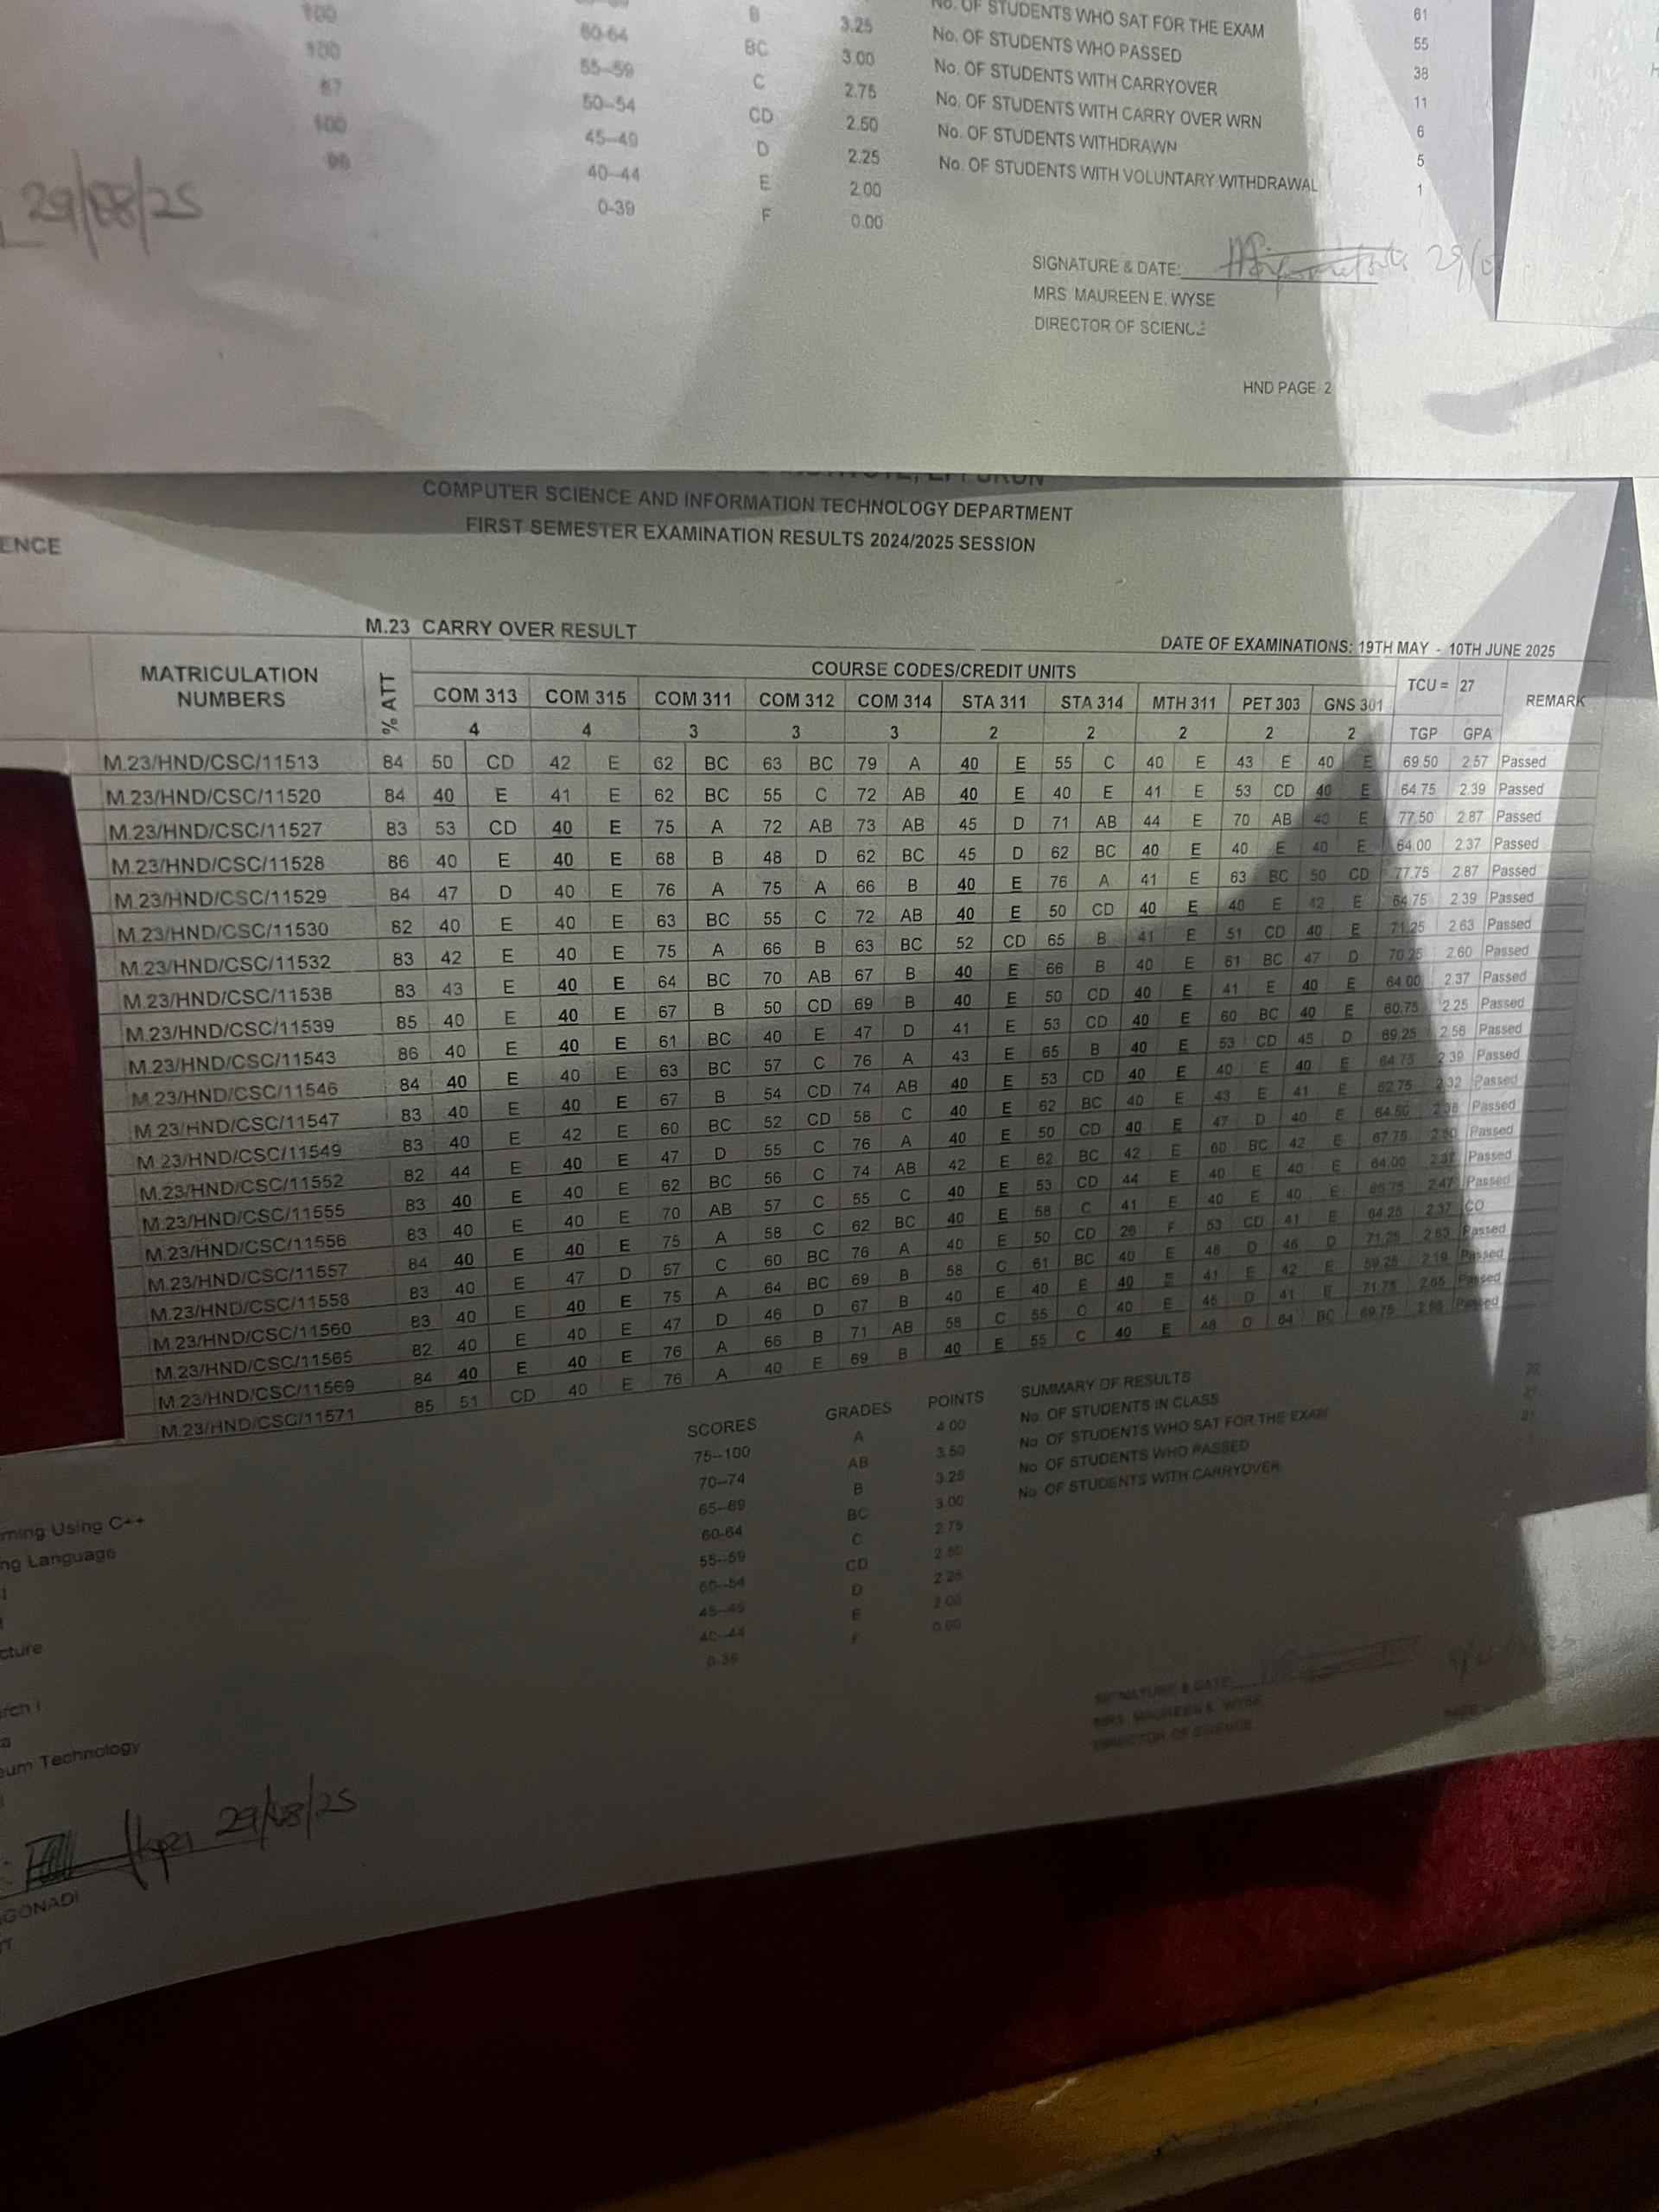 100 60-64 B 3.25 No. OF STUDENTS WHO SAT FOR THE EXAM 61
100 55--59 BC 3.00 No. OF STUDENTS WHO PASSED 55
87 50--54 C 2.75 No. OF STUDENTS WITH CARRYOVER 38
100 45--49 CD 2.50 No. OF STUDENTS WITH CARRY OVER WRN 11
96 40--44 D 2.25 No. OF STUDENTS WITHDRAWN 6
0-39 E 2.00 No. OF STUDENTS WITH VOLUNTARY WITHDRAWAL 5
F 0.00 1
29/08/25
SIGNATURE & DATE:
MRS. MAUREEN E. WYSE
DIRECTOR OF SCIENCE
HND PAGE 2
COMPUTER SCIENCE AND INFORMATION TECHNOLOGY DEPARTMENT
FIRST SEMESTER EXAMINATION RESULTS 2024/2025 SESSION
ENCE
M.23 CARRY OVER RESULT
DATE OF EXAMINATIONS: 19TH MAY - 10TH JUNE 2025
MATRICULATION NUMBERS % ATT COURSE CODES/CREDIT UNITS TCU = 27 REMARK
COM 313 COM 315 COM 311 COM 312 COM 314 STA 311 STA 314 MTH 311 PET 303 GNS 301
4 4 3 3 3 2 2 2 2 2 TGP GPA
M.23/HND/CSC/11513 84 50 CD 42 E 62 BC 63 BC 79 A 40 E 55 C 40 E 43 E 40 E 69.50 2.57 Passed
M.23/HND/CSC/11520 84 40 E 41 E 62 BC 55 C 72 AB 40 E 40 E 41 E 53 CD 40 E 64.75 2.39 Passed
M.23/HND/CSC/11527 83 53 CD 40 E 75 A 72 AB 73 AB 45 D 71 AB 44 E 70 AB 40 E 77.50 2.87 Passed
M.23/HND/CSC/11528 86 40 E 40 E 68 B 48 D 62 BC 45 D 62 BC 40 E 40 E 40 E 64.00 2.37 Passed
M.23/HND/CSC/11529 84 47 D 40 E 76 A 75 A 66 B 40 E 76 A 41 E 63 BC 50 CD 77.75 2.87 Passed
M.23/HND/CSC/11530 82 40 E 40 E 63 BC 55 C 72 AB 40 E 50 CD 40 E 40 E 42 E 64.75 2.39 Passed
M.23/HND/CSC/11532 83 42 E 40 E 75 A 66 B 63 BC 52 CD 65 B 41 E 51 CD 40 E 71.25 2.63 Passed
M.23/HND/CSC/11538 83 43 E 40 E 64 BC 70 AB 67 B 40 E 66 B 40 E 61 BC 47 D 70.25 2.60 Passed
M.23/HND/CSC/11539 85 40 E 40 E 67 B 50 CD 69 B 40 E 50 CD 40 E 41 E 40 E 64.00 2.37 Passed
M.23/HND/CSC/11543 86 40 E 40 E 61 BC 40 E 47 D 41 E 53 CD 40 E 60 BC 40 E 60.75 2.25 Passed
M.23/HND/CSC/11546 84 40 E 40 E 63 BC 57 C 76 A 43 E 65 B 40 E 53 CD 45 D 69.25 2.56 Passed
M.23/HND/CSC/11547 83 40 E 40 E 67 B 54 CD 74 AB 40 E 53 CD 40 E 40 E 40 E 64.75 2.39 Passed
M.23/HND/CSC/11549 83 40 E 42 E 60 BC 52 CD 58 C 40 E 62 BC 40 E 43 E 41 E 62.75 2.32 Passed
M.23/HND/CSC/11552 82 44 E 40 E 47 D 55 C 76 A 40 E 50 CD 40 E 47 D 40 E 2.38 Passed
M.23/HND/CSC/11555 83 40 E 40 E 62 BC 56 C 74 AB 42 E 62 BC 42 E 60 BC 42 E 67.75 2.50 Passed
M.23/HND/CSC/11556 83 40 E 40 E 70 AB 57 C 55 C 40 E 53 CD 44 E 40 E 40 E 64.00 2.37 Passed
M.23/HND/CSC/11557 84 40 E 40 E 75 A 58 C 62 BC 40 E 58 C 41 E 40 E 40 E 66.75 2.47 Passed
M.23/HND/CSC/11558 83 40 E 47 D 57 C 60 BC 76 A 40 E 50 CD 26 F 53 CD 41 E 64.25 2.37 CO
M.23/HND/CSC/11560 83 40 E 40 E 75 A 64 BC 69 B 58 C 61 BC 40 E 48 D 46 D 71.25 2.63 Passed
M.23/HND/CSC/11565 82 40 E 40 E 47 D 46 D 67 B 40 E 40 E 40 E 41 E 42 E 59.25 2.19 Passed
M.23/HND/CSC/11569 84 40 E 40 E 76 A 66 B 71 AB 58 C 55 C 40 E 45 D 41 E 71.75 2.65 Passed
M.23/HND/CSC/11571 85 51 CD 40 E 76 A 40 E 69 B 40 E 55 C 40 E 48 D 64 BC 69.75 2.58 Passed
SCORES GRADES POINTS SUMMARY OF RESULTS
75--100 A 4.00 No. OF STUDENTS IN CLASS 22
70--74 AB 3.50 No. OF STUDENTS WHO SAT FOR THE EXAM
65--69 B 3.25 No. OF STUDENTS WHO PASSED 21
60-64 BC 3.00 No. OF STUDENTS WITH CARRYOVER
55--59 C 2.75
50--54 CD 2.50
45--49 D 2.25
40--44 E 2.00
0-39 F 0.00
ming Using C++
ng Language
cture
rch I
a
eum Technology
SIGNATURE & DATE
MRS. MAUREEN E. WYSE
DIRECTOR OF SCIENCE
29/08/25
GONADI